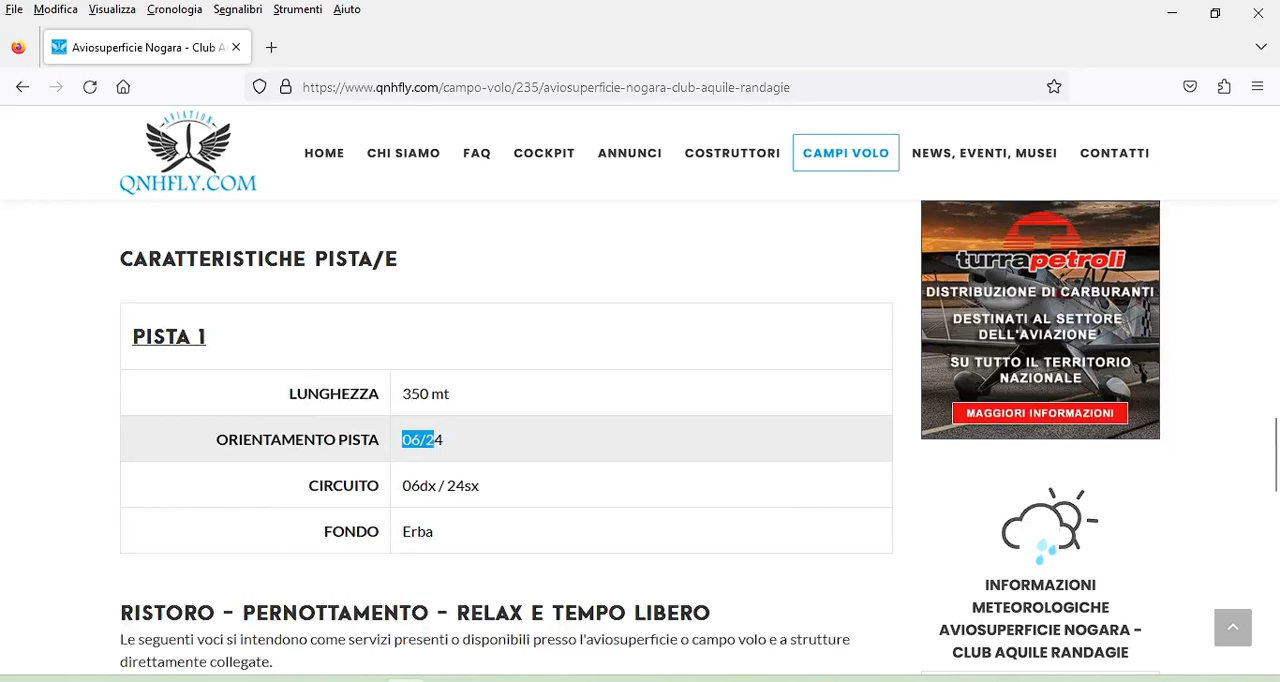 File Modifica Visualizza Cronologia Segnalibri Strumenti Aiuto
Aviosuperficie Nogara - Club A
https://www.qnhfly.com/campo-volo/235/aviosuperficie-nogara-club-aquile-randagie
AVIATION
QNHFLY.COM
HOME CHI SIAMO FAQ COCKPIT ANNUNCI COSTRUTTORI CAMPI VOLO NEWS, EVENTI, MUSEI CONTATTI
CARATTERISTICHE PISTA/E
PISTA 1
LUNGHEZZA 350 mt
ORIENTAMENTO PISTA 06/24
CIRCUITO 06dx / 24sx
FONDO Erba
RISTORO - PERNOTTAMENTO - RELAX E TEMPO LIBERO
Le seguenti voci si intendono come servizi presenti o disponibili presso l'aviosuperficie o campo volo e a strutture
direttamente collegate.
turrapetroli
DISTRIBUZIONE DI CARBURANTI
DESTINATI AL SETTORE
DELL'AVIAZIONE
SU TUTTO IL TERRITORIO
NAZIONALE
MAGGIORI INFORMAZIONI
INFORMAZIONI
METEOROLOGICHE
AVIOSUPERFICIE NOGARA -
CLUB AQUILE RANDAGIE